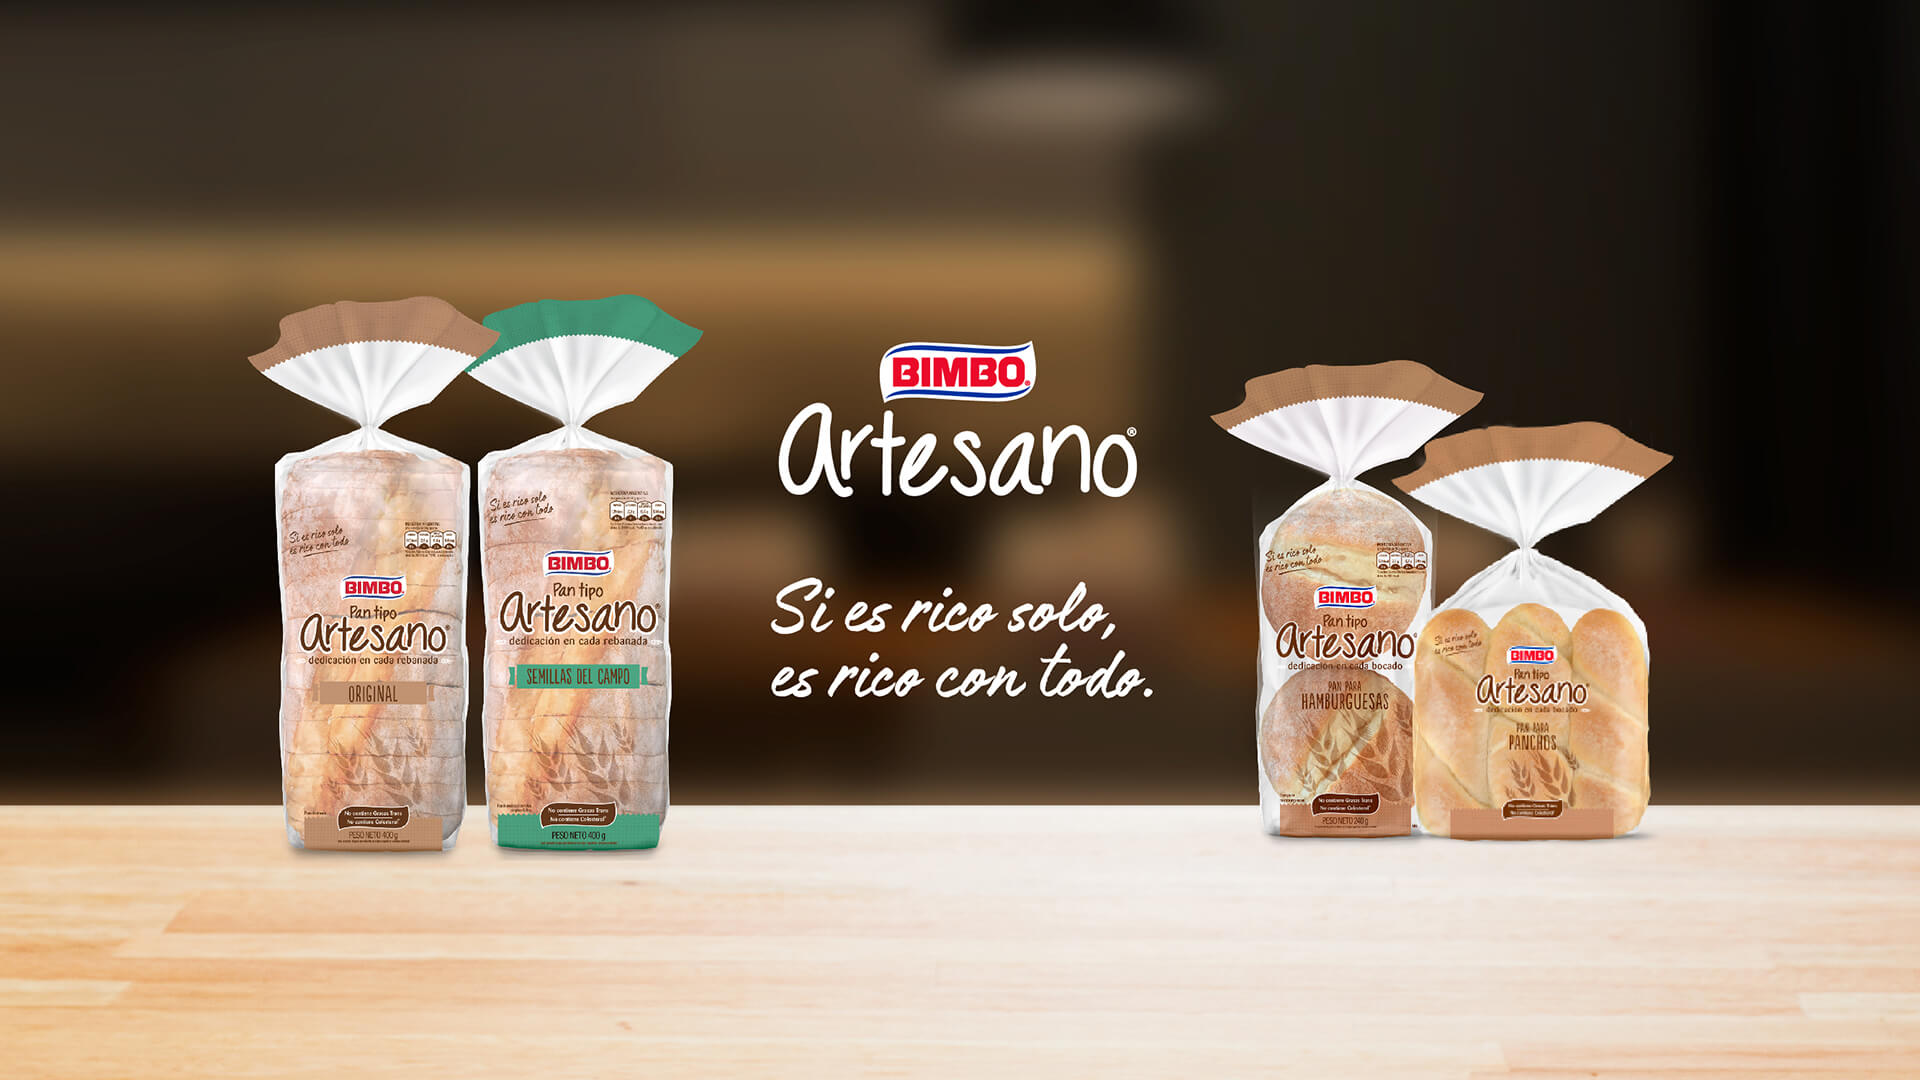 BIMBO
Artesano®
Si es rico solo,
es rico con todo.
Si es rico solo
es rico con todo
BIMBO
Pan tipo
Artesano®
dedicación en cada rebanada
ORIGINAL
No contiene Grasas Trans
No contiene Colesterol
PESO NETO 400 g
Si es rico solo
es rico con todo
BIMBO
Pan tipo
Artesano®
dedicación en cada rebanada
SEMILLAS DEL CAMPO
No contiene Grasas Trans
No contiene Colesterol
PESO NETO 400 g
Si es rico solo
es rico con todo
BIMBO
Pan tipo
Artesano®
dedicación en cada bocado
PAN PARA
HAMBURGUESAS
No contiene Grasas Trans
No contiene Colesterol
PESO NETO 240 g
Si es rico solo
es rico con todo
BIMBO
Pan tipo
Artesano®
dedicación en cada bocado
PAN PARA
PANCHOS
No contiene Grasas Trans
No contiene Colesterol